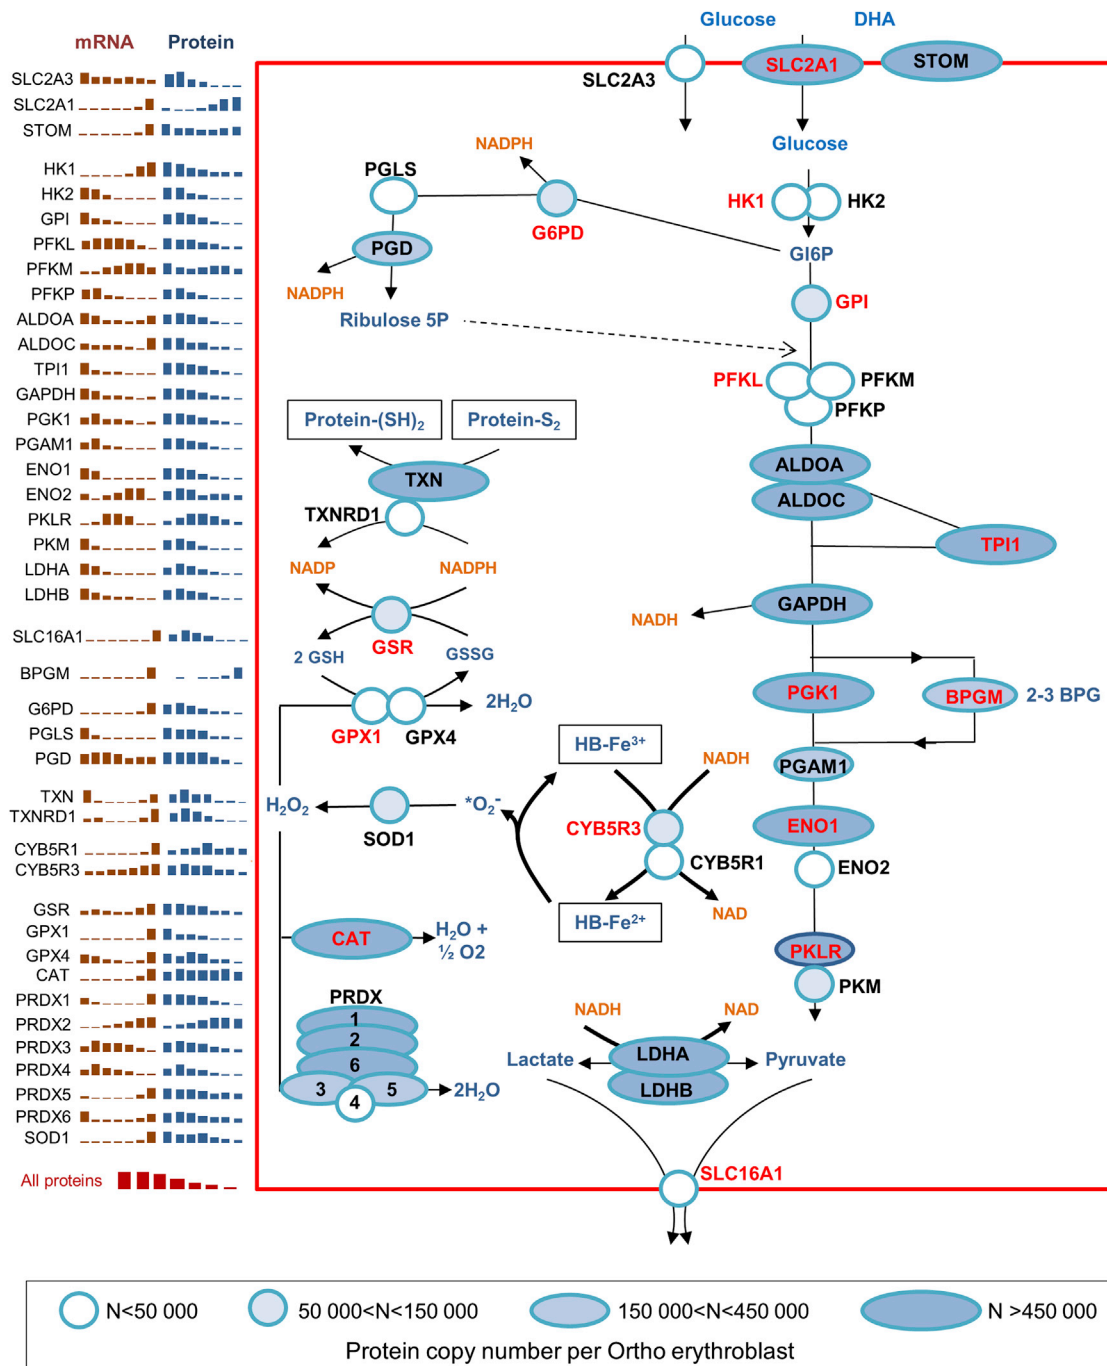 mRNA Protein
SLC2A3
SLC2A1
STOM
HK1
HK2
GPI
PFKL
PFKM
PFKP
ALDOA
ALDOC
TPI1
GAPDH
PGK1
PGAM1
ENO1
ENO2
PKLR
PKM
LDHA
LDHB
SLC16A1
BPGM
G6PD
PGLS
PGD
TXN
TXNRD1
CYB5R1
CYB5R3
GSR
GPX1
GPX4
CAT
PRDX1
PRDX2
PRDX3
PRDX4
PRDX5
PRDX6
SOD1
All proteins
Glucose DHA
SLC2A3 SLC2A1 STOM
Glucose
NADPH
PGLS
HK1 HK2
G6PD
PGD
Gl6P
NADPH
GPI
Ribulose 5P
PFKL PFKM
PFKP
Protein-(SH)₂ Protein-S₂
ALDOA
TXN
ALDOC
TXNRD1
TPI1
NADP NADPH
GAPDH
NADH
GSR
2 GSH GSSG
PGK1 BPGM 2-3 BPG
2H₂O
GPX1 GPX4
HB-Fe³⁺ NADH
PGAM1
H₂O₂ *O₂⁻
SOD1
CYB5R3 ENO1
CYB5R1 ENO2
HB-Fe²⁺ NAD
CAT H₂O +
½ O2
PKLR
PKM
PRDX
1
2
6
3 5
4
2H₂O
NADH NAD
Lactate LDHA Pyruvate
LDHB
SLC16A1
N<50 000 50 000<N<150 000 150 000<N<450 000 N >450 000
Protein copy number per Ortho erythroblast